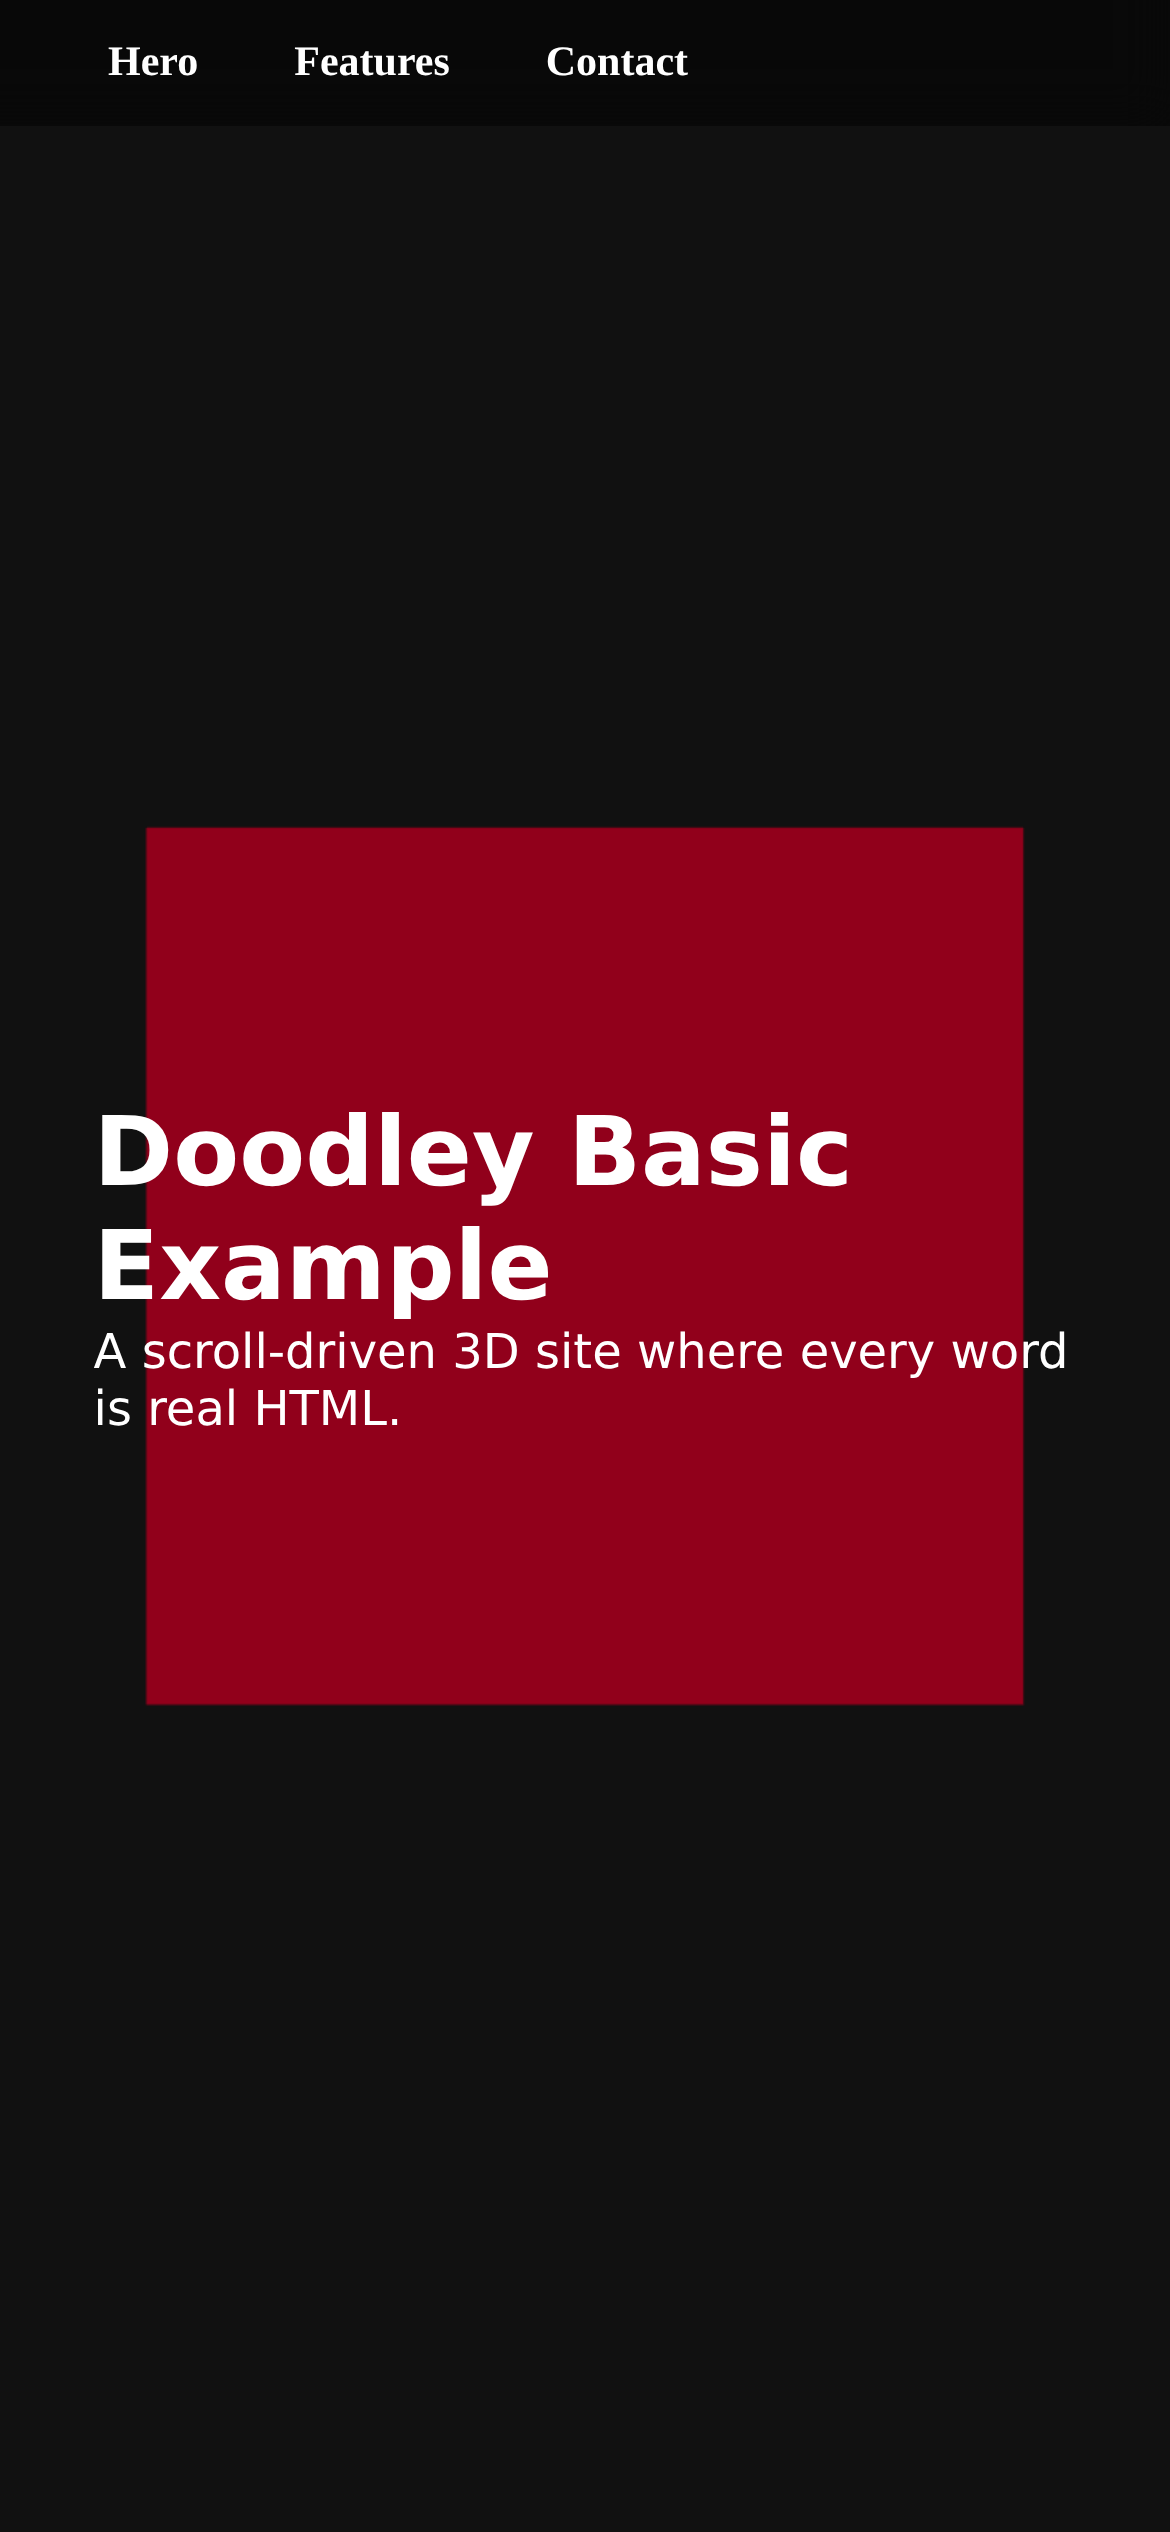 Hero Features Contact
Doodley Basic
Example
A scroll-driven 3D site where every word
is real HTML.